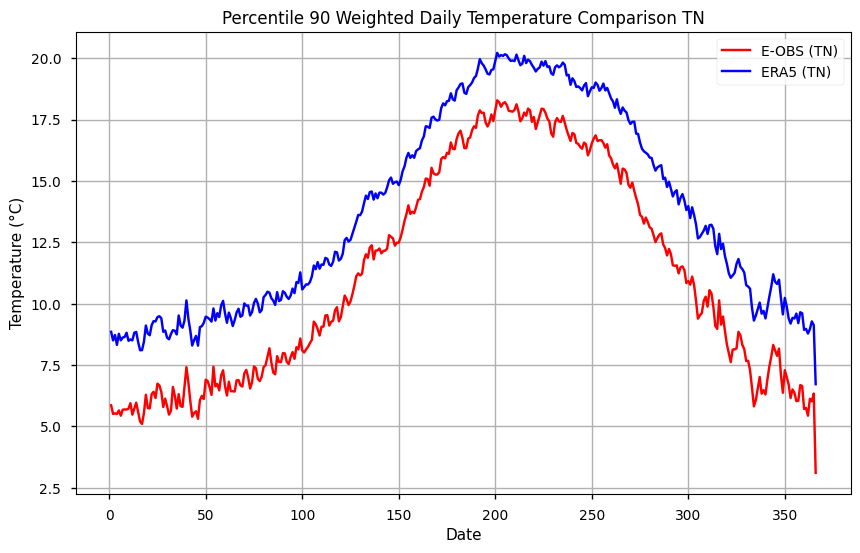 Percentile 90 Weighted Daily Temperature Comparison TN
E-OBS (TN)
ERA5 (TN)
Temperature (°C)
20.0
17.5
15.0
12.5
10.0
7.5
5.0
2.5
0 50 100 150 200 250 300 350
Date